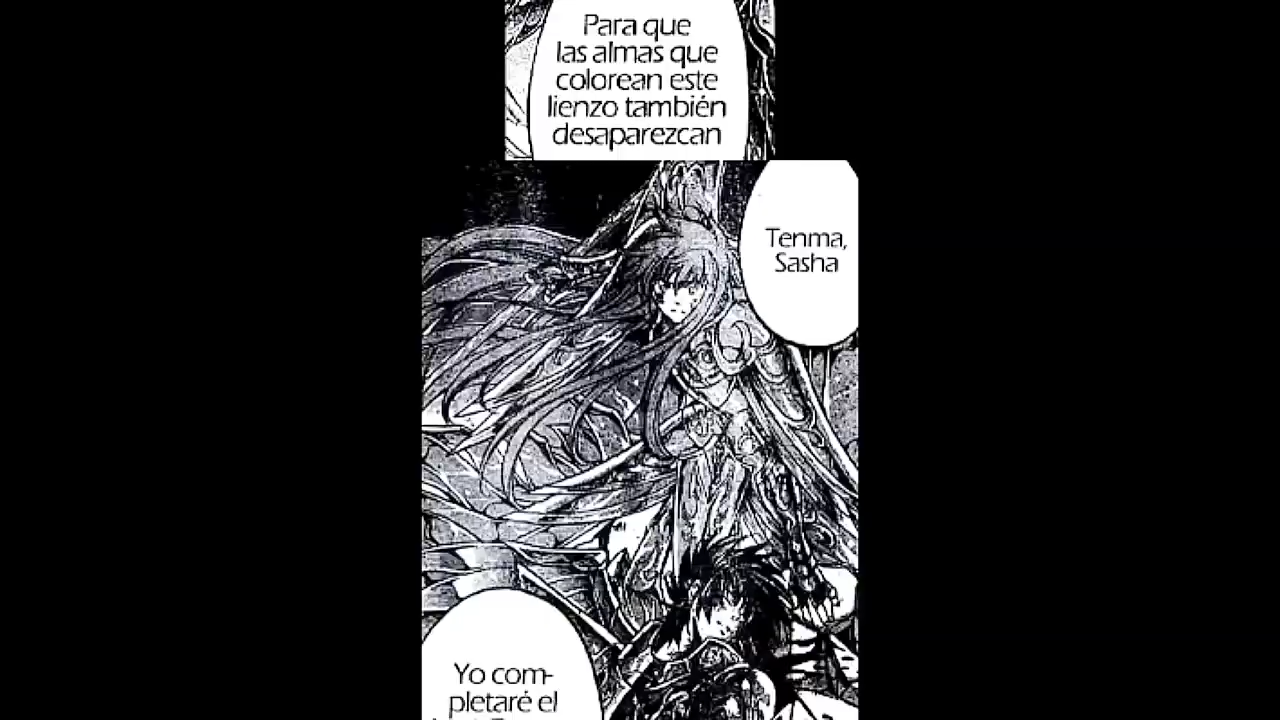 Para que
las almas que
colorean este
lienzo también
desaparezcan
Tenma,
Sasha
Yo com-
pletaré el